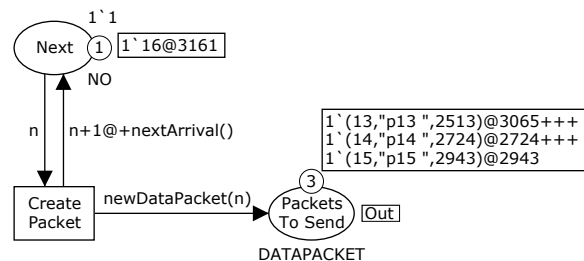 1`1
Next
1
1`16@3161
NO
n
n+1@+nextArrival()
1`(13,"p13 ",2513)@3065+++
1`(14,"p14 ",2724)@2724+++
1`(15,"p15 ",2943)@2943
3
Create
Packet
newDataPacket(n)
Packets
To Send
Out
DATAPACKET